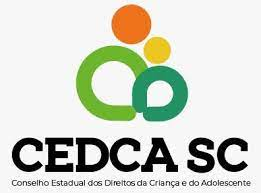 CEDCA SC
Conselho Estadual dos Direitos da Criança e do Adolescente